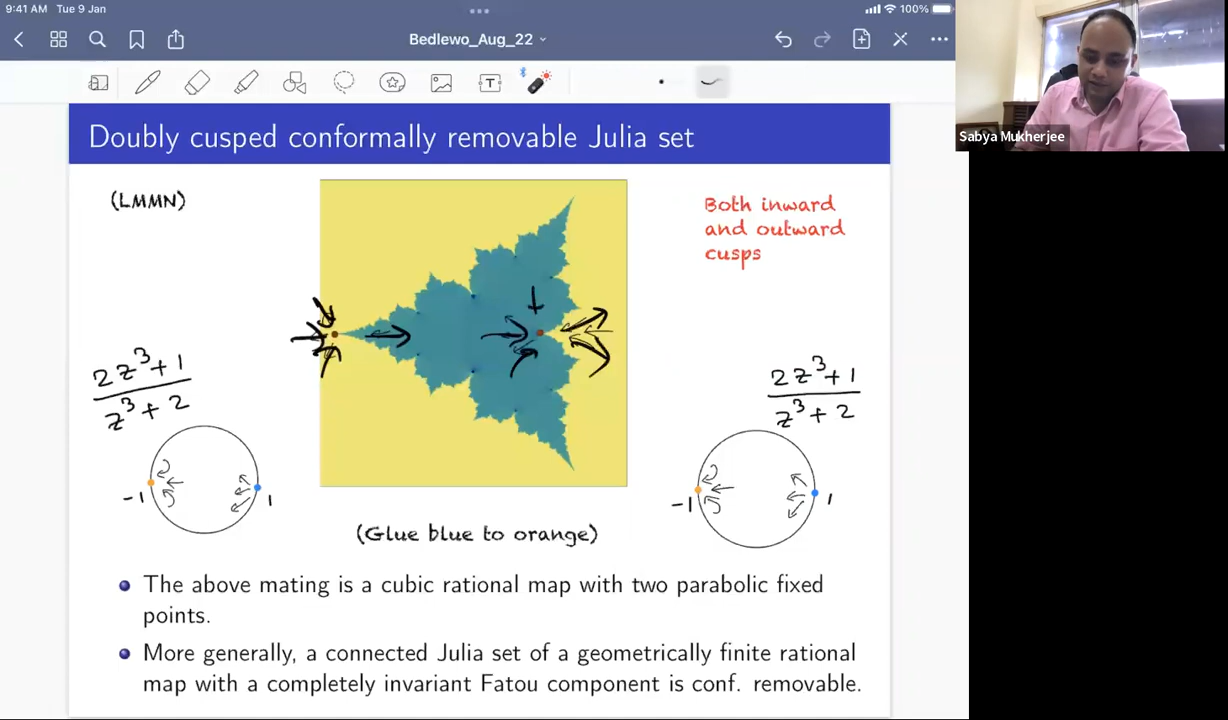 9:41 AM Tue 9 Jan
100%
Bedlewo_Aug_22
T
Sabya Mukherjee
Doubly cusped conformally removable Julia set
(LMMN)
Both inward
and outward
cusps
2z³+1
z³+2
-1
1
2z³+1
z³+2
-1
1
(Glue blue to orange)
The above mating is a cubic rational map with two parabolic fixed
points.
More generally, a connected Julia set of a geometrically finite rational
map with a completely invariant Fatou component is conf. removable.